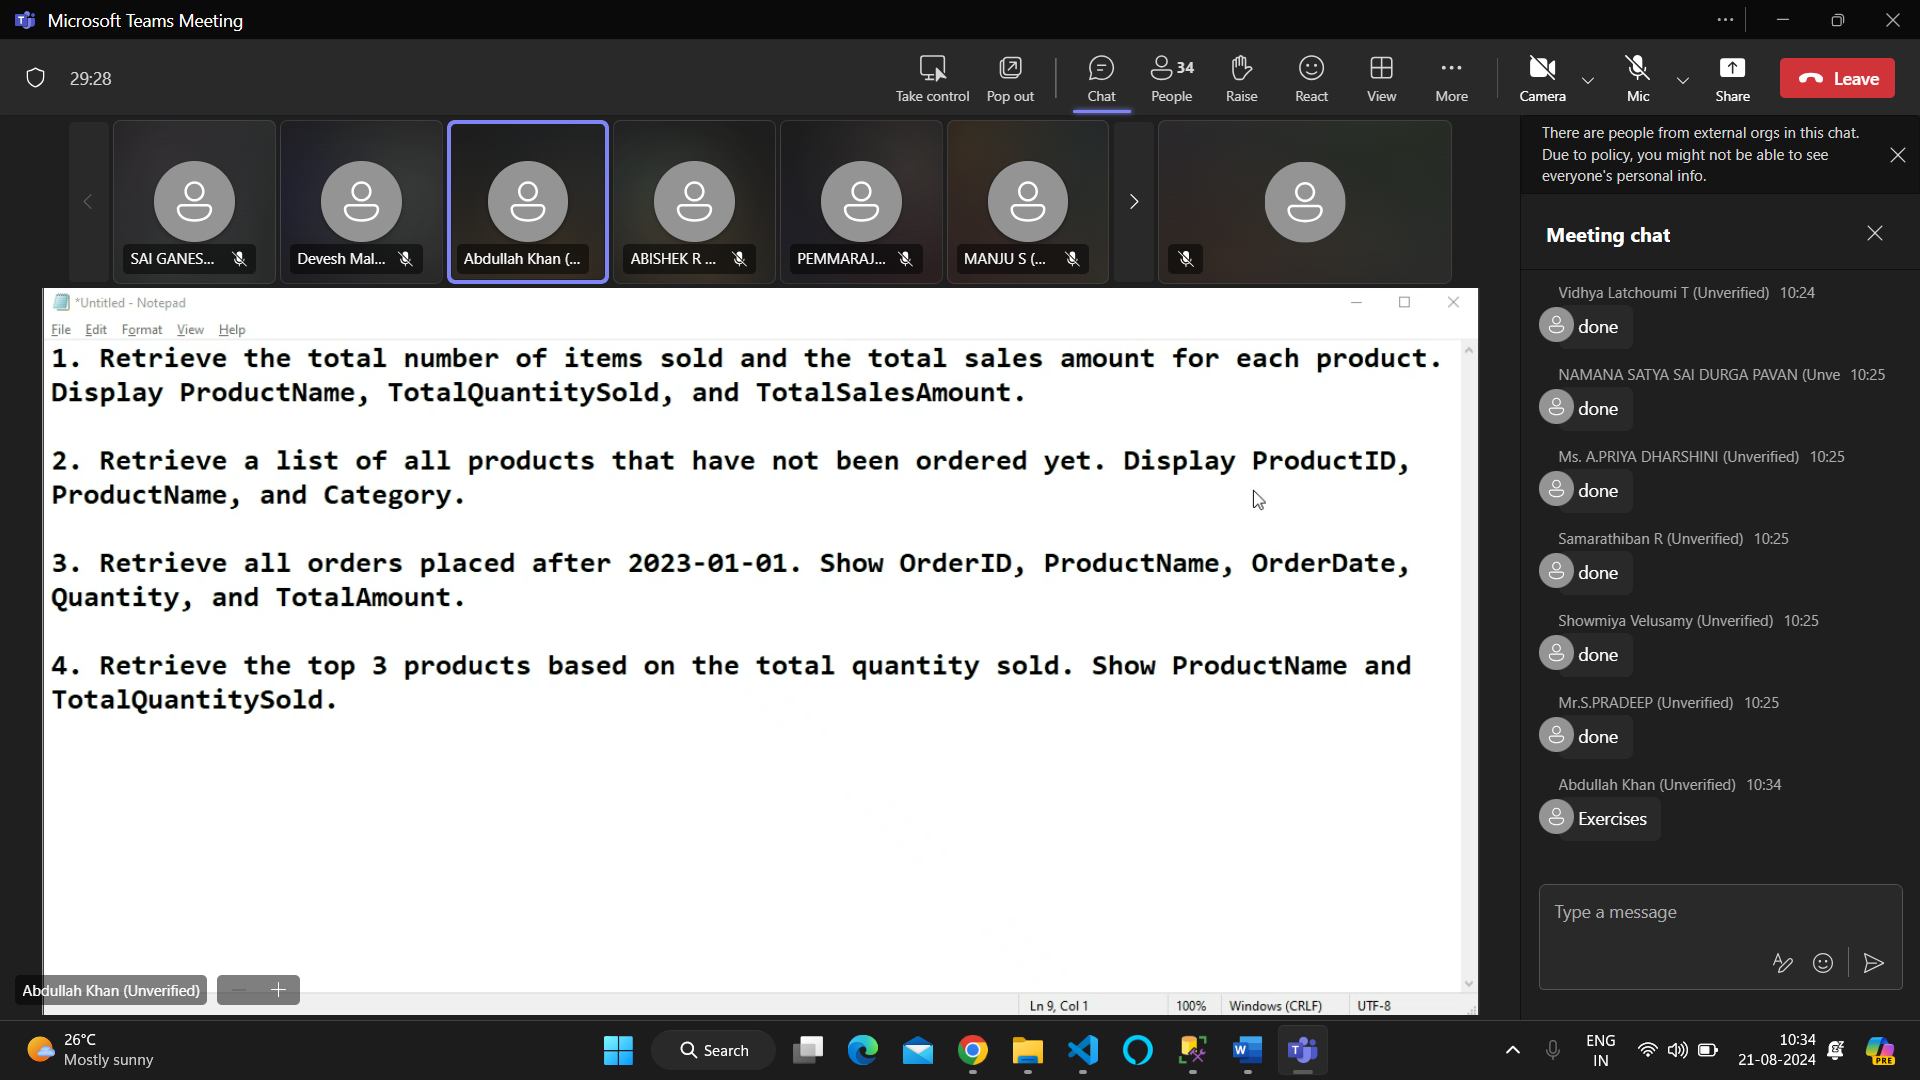 Microsoft Teams Meeting
29:28
Take control
Pop out
Chat
34
People
Raise
React
View
More
Camera
Mic
Share
Leave
SAI GANES...
Devesh Mal...
Abdullah Khan (...
ABISHEK R ...
PEMMARAJ...
MANJU S (...
There are people from external orgs in this chat.
Due to policy, you might not be able to see
everyone's personal info.
Meeting chat
*Untitled - Notepad
File Edit Format View Help
1. Retrieve the total number of items sold and the total sales amount for each product.
Display ProductName, TotalQuantitySold, and TotalSalesAmount.
2. Retrieve a list of all products that have not been ordered yet. Display ProductID,
ProductName, and Category.
3. Retrieve all orders placed after 2023-01-01. Show OrderID, ProductName, OrderDate,
Quantity, and TotalAmount.
4. Retrieve the top 3 products based on the total quantity sold. Show ProductName and
TotalQuantitySold.
Ln 9, Col 1
100%
Windows (CRLF)
UTF-8
Abdullah Khan (Unverified)
Vidhya Latchoumi T (Unverified) 10:24
done
NAMANA SATYA SAI DURGA PAVAN (Unve 10:25
done
Ms. A.PRIYA DHARSHINI (Unverified) 10:25
done
Samarathiban R (Unverified) 10:25
done
Showmiya Velusamy (Unverified) 10:25
done
Mr.S.PRADEEP (Unverified) 10:25
done
Abdullah Khan (Unverified) 10:34
Exercises
Type a message
26°C
Mostly sunny
Search
ENG
IN
10:34
21-08-2024
PRE